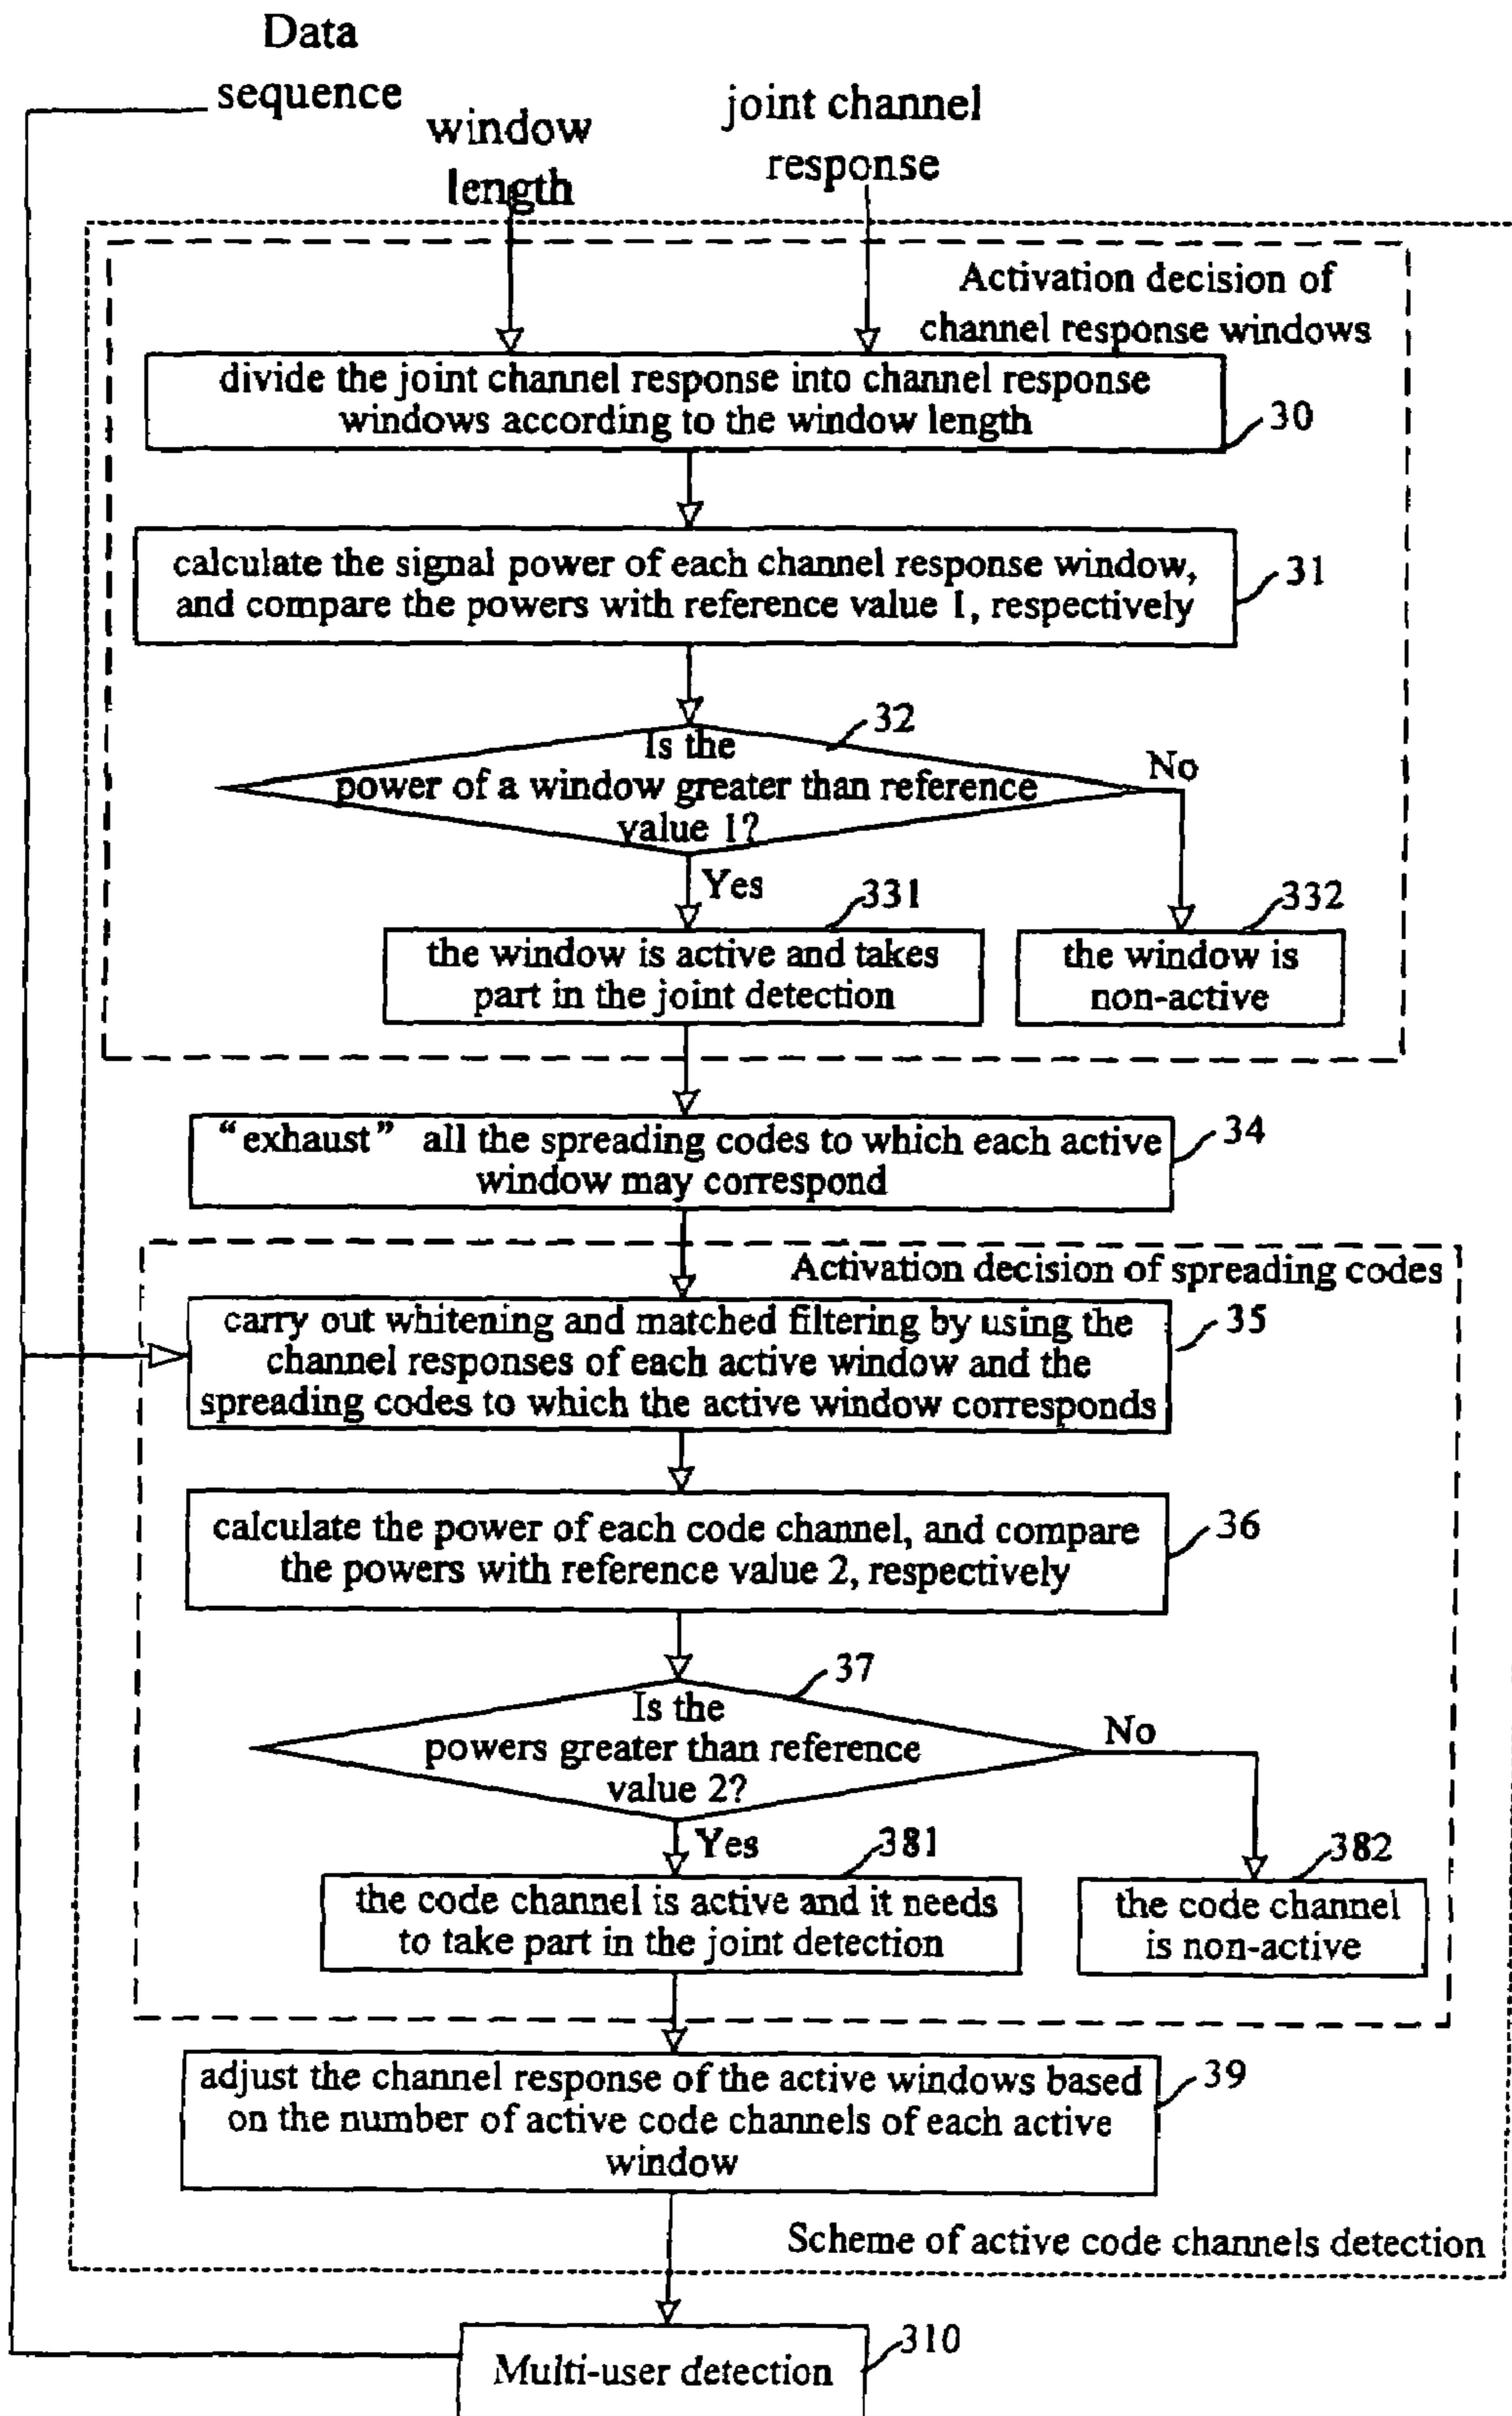 Data
sequence
window
length
joint channel
response
Activation decision of
channel response windows
divide the joint channel response into channel response
windows according to the window length
30
calculate the signal power of each channel response window,
and compare the powers with reference value 1, respectively
31
32
Is the
power of a window greater than reference
value 1?
No
Yes
331
332
the window is active and takes
part in the joint detection
the window is
non-active
"exhaust" all the spreading codes to which each active
window may correspond
34
Activation decision of spreading codes
carry out whitening and matched filtering by using the
channel responses of each active window and the
spreading codes to which the active window corresponds
35
calculate the power of each code channel, and compare
the powers with reference value 2, respectively
36
37
Is the
powers greater than reference
value 2?
No
Yes
381
382
the code channel is active and it needs
to take part in the joint detection
the code channel
is non-active
adjust the channel response of the active windows based
on the number of active code channels of each active
window
39
Scheme of active code channels detection
Multi-user detection
310